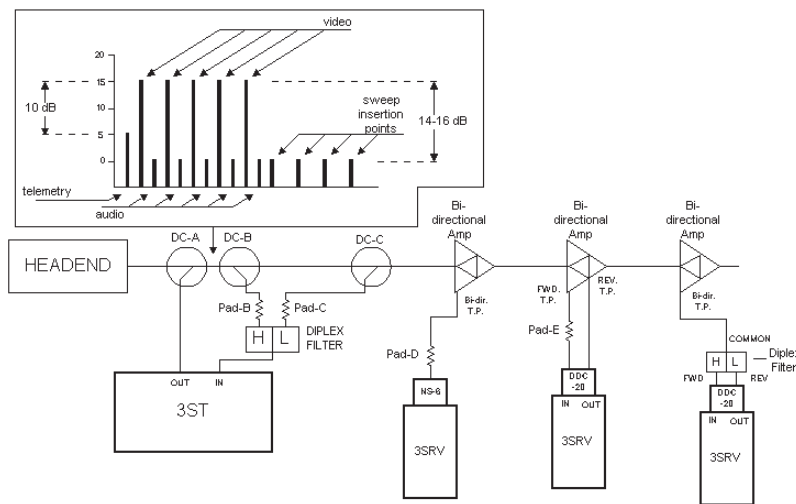 video
20
15
10
5
0
10 dB
sweep
insertion
points
14-16 dB
telemetry
audio
HEADEND
DC-A
DC-B
DC-C
Pad-B
Pad-C
H
L
DIPLEX
FILTER
OUT
IN
3ST
Bi-
directional
Amp
Bi-dir.
T.P.
Pad-D
NS-6
3SRV
Bi-
directional
Amp
FWD.
T.P.
REV.
T.P.
Pad-E
DDC
-20
IN
OUT
3SRV
Bi-
directional
Amp
Bi-dir.
T.P.
COMMON
H
L
Diplex
Filter
FWD
REV
DDC
-20
IN
OUT
3SRV